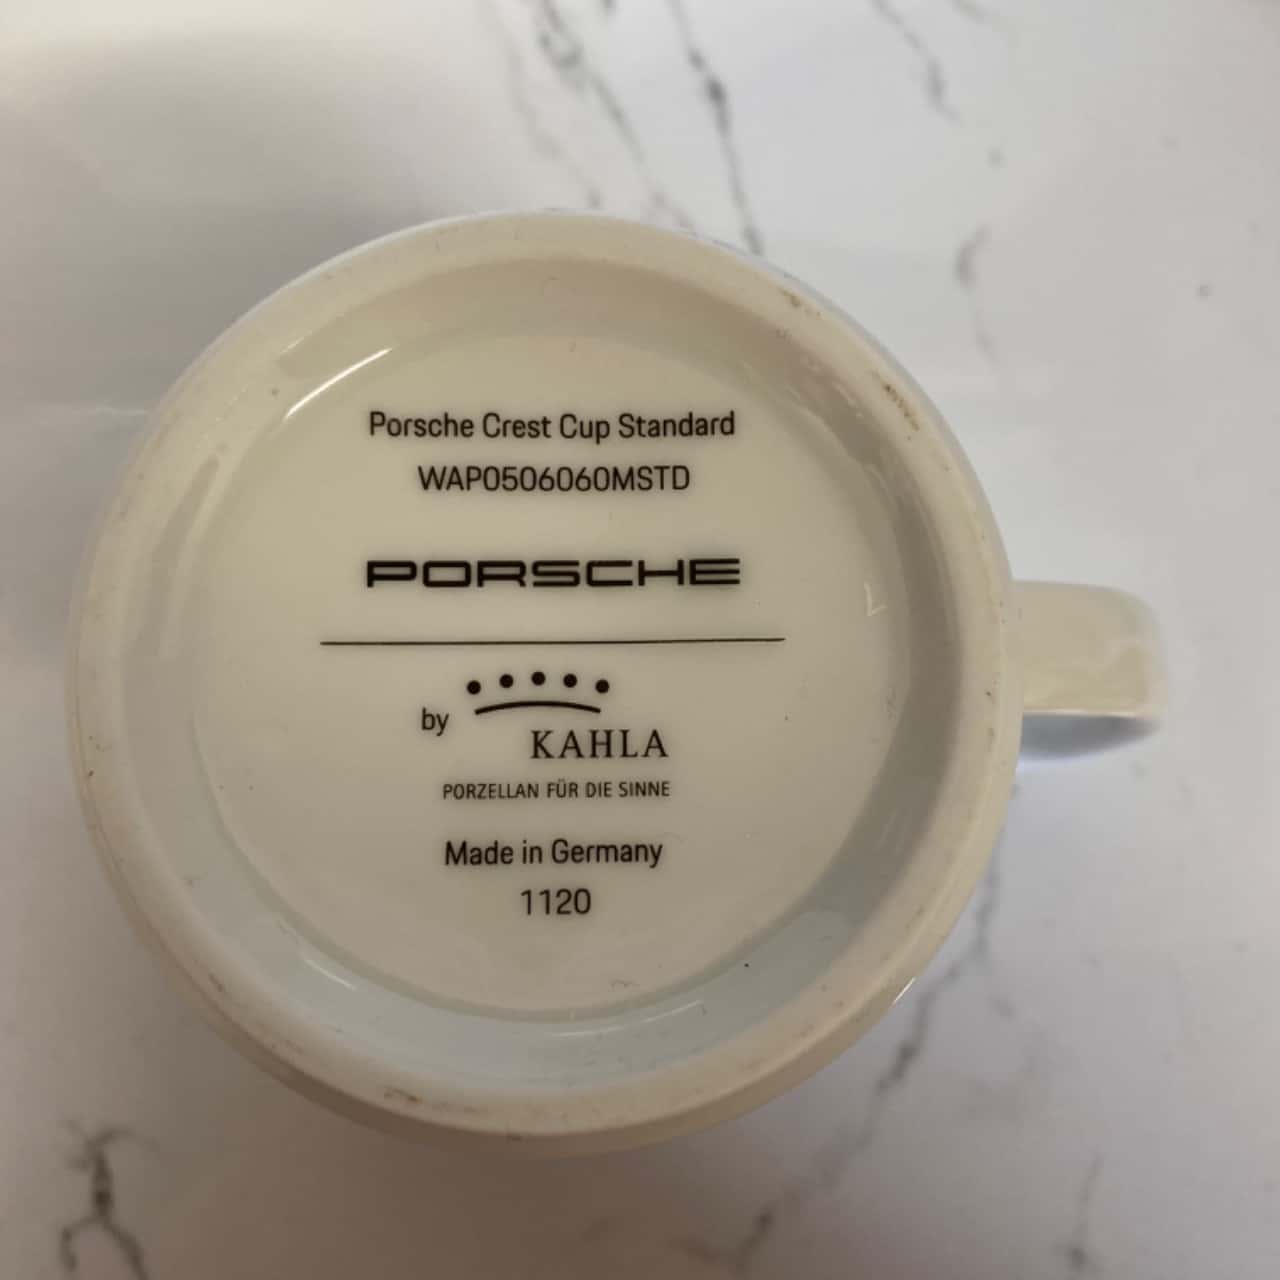 Porsche Crest Cup Standard
WAP0506060MSTD
PORSCHE
by KAHLA
PORZELLAN FÜR DIE SINNE
Made in Germany
1120